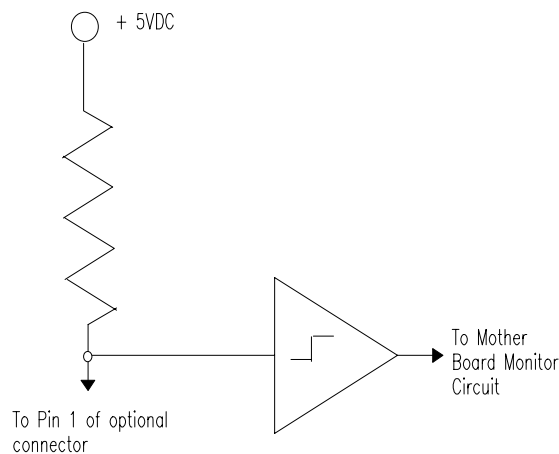 + 5VDC
To Mother
Board Monitor
Circuit
To Pin 1 of optional
connector